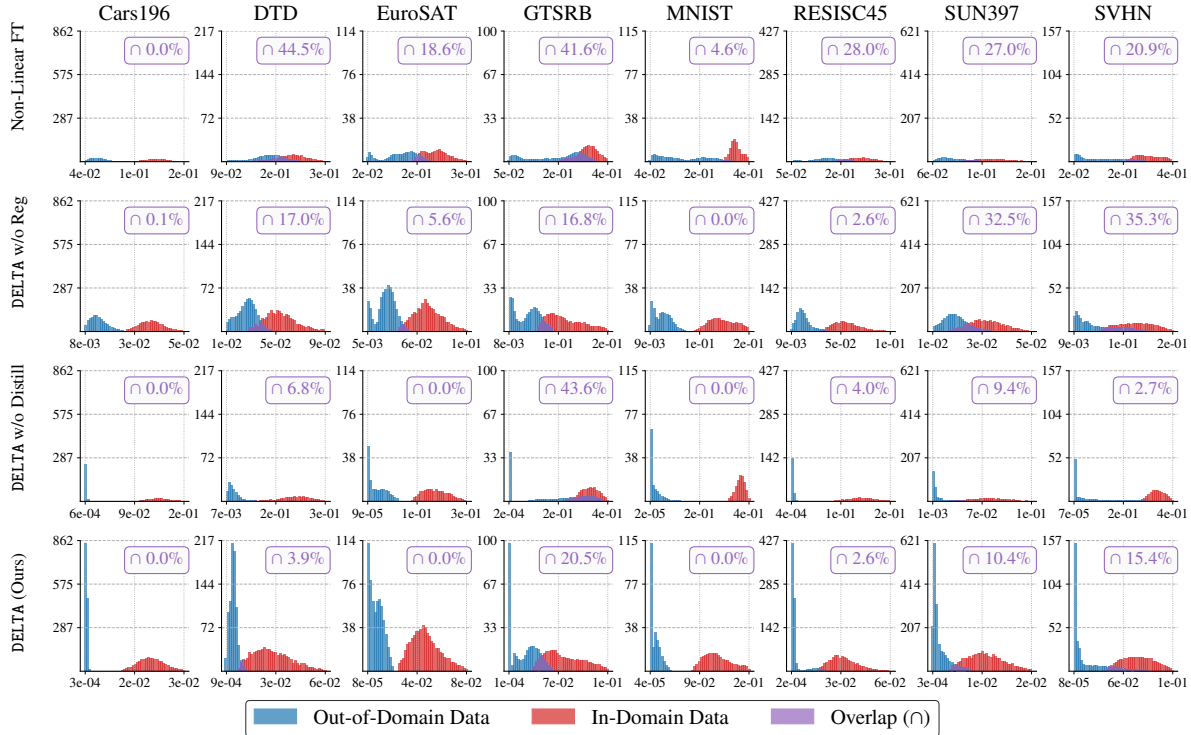 Cars196 DTD EuroSAT GTSRB MNIST RESISC45 SUN397 SVHN
Non-Linear FT
862 575 287 ∩ 0.0% 4e-02 1e-01 2e-01
217 144 72 ∩ 44.5% 9e-02 2e-01 3e-01
114 76 38 ∩ 18.6% 2e-02 2e-01 3e-01
100 67 33 ∩ 41.6% 5e-02 2e-01 4e-01
115 76 38 ∩ 4.6% 4e-02 2e-01 4e-01
427 285 142 ∩ 28.0% 5e-02 2e-01 3e-01
621 414 207 ∩ 27.0% 6e-02 1e-01 2e-01
157 104 52 ∩ 20.9% 2e-02 2e-01 4e-01
DELTA w/o Reg
862 575 287 ∩ 0.1% 8e-03 3e-02 5e-02
217 144 72 ∩ 17.0% 1e-02 5e-02 9e-02
114 76 38 ∩ 5.6% 5e-03 6e-02 1e-01
100 67 33 ∩ 16.8% 8e-03 1e-01 2e-01
115 76 38 ∩ 0.0% 9e-03 1e-01 2e-01
427 285 142 ∩ 2.6% 9e-03 5e-02 1e-01
621 414 207 ∩ 32.5% 1e-02 3e-02 5e-02
157 104 52 ∩ 35.3% 9e-03 1e-01 3e-01
DELTA w/o Distill
862 575 287 ∩ 0.0% 6e-04 9e-02 2e-01
217 144 72 ∩ 6.8% 7e-03 1e-01 3e-01
114 76 38 ∩ 0.0% 9e-05 1e-01 3e-01
100 67 33 ∩ 43.6% 2e-04 2e-01 4e-01
115 76 38 ∩ 0.0% 5e-05 2e-01 4e-01
427 285 142 ∩ 4.0% 4e-04 1e-01 2e-01
621 414 207 ∩ 9.4% 1e-03 7e-02 1e-01
157 104 52 ∩ 2.7% 7e-05 2e-01 4e-01
DELTA (Ours)
862 575 287 ∩ 0.0% 3e-04 2e-02 3e-02
217 144 72 ∩ 3.9% 9e-04 3e-02 6e-02
114 76 38 ∩ 0.0% 8e-05 4e-02 8e-02
100 67 33 ∩ 20.5% 1e-04 7e-02 1e-01
115 76 38 ∩ 0.0% 4e-05 9e-02 2e-01
427 285 142 ∩ 2.6% 2e-04 3e-02 6e-02
621 414 207 ∩ 10.4% 3e-04 1e-02 2e-02
157 104 52 ∩ 15.4% 8e-05 6e-02 1e-01
Out-of-Domain Data In-Domain Data Overlap (∩)